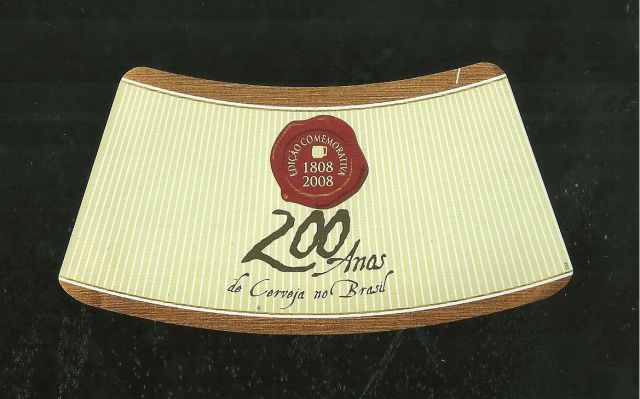 EDIÇÃO COMEMORATIVA
1808
2008
200 Anos
de Cerveja no Brasil